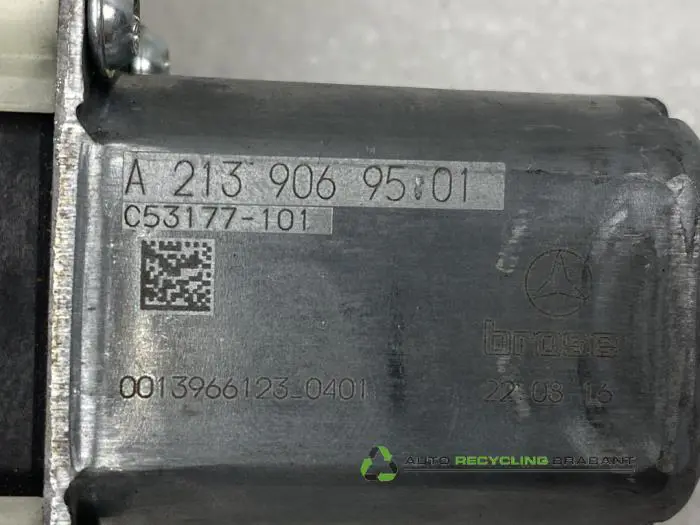 A 213 906 95 01
C53177-101
brose
0013966123_0401
22 08 16
AUTO RECYCLING BRABANT